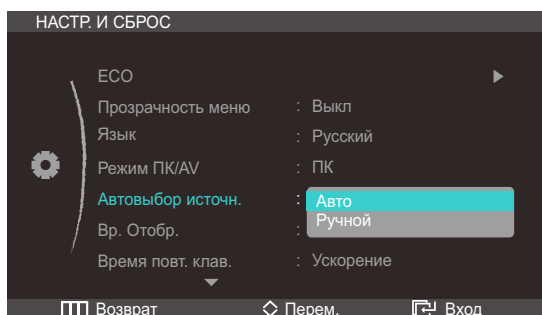 НАСТР. И СБРОС
ECO
Прозрачность меню : Выкл
Язык : Русский
Режим ПК/AV : ПК
Автовыбор источн. : Авто
Ручной
Вр. Отобр. :
Время повт. клав. : Ускорение
Возврат Перем. Вход